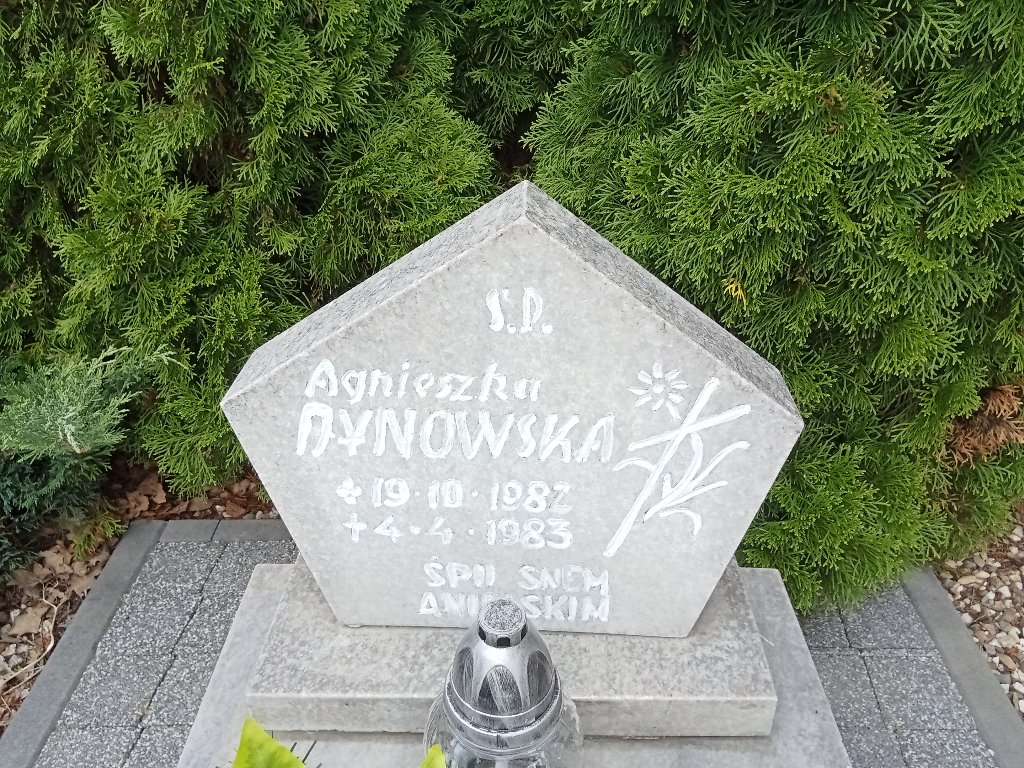 S.D.
Agnieszka
DYNOWSKA
* 19·10·1982
† 4·4·1983
ŚPIJ SNEM
ANIELSKIM